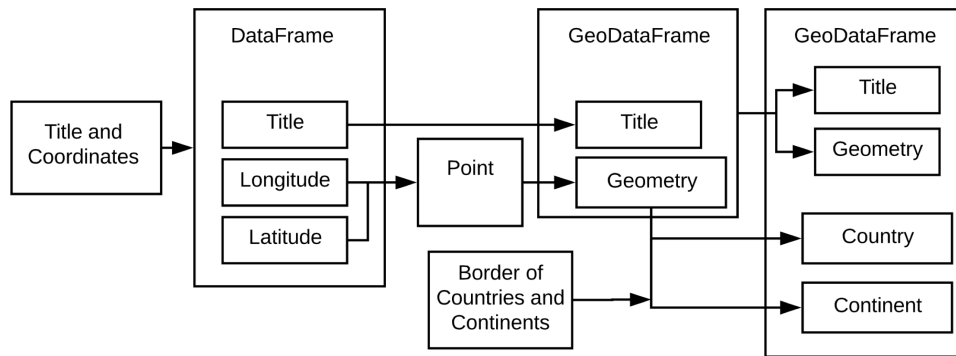 DataFrame
GeoDataFrame
GeoDataFrame
Title and
Coordinates
Title
Longitude
Latitude
Point
Title
Geometry
Border of
Countries and
Continents
Title
Geometry
Country
Continent